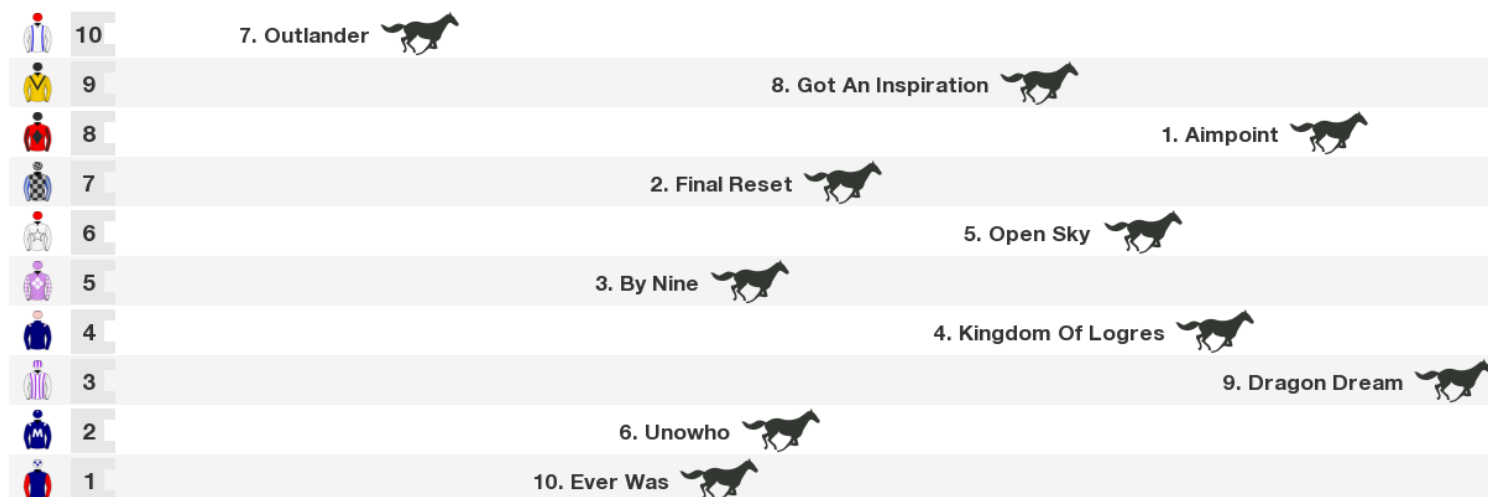 10 7. Outlander
9 8. Got An Inspiration
8 1. Aimpoint
7 2. Final Reset
6 5. Open Sky
5 3. By Nine
4 4. Kingdom Of Logres
3 9. Dragon Dream
M 2 6. Unowho
1 10. Ever Was